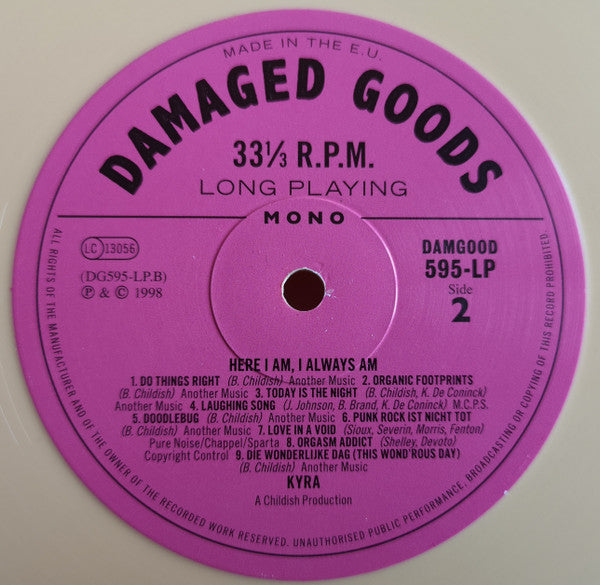 MADE IN THE E.U.
DAMAGED GOODS
33⅓ R.P.M.
LONG PLAYING
MONO
LC 13056
(DG595-LP.B)
℗ & © 1998
DAMGOOD
595-LP
Side
2
HERE I AM, I ALWAYS AM
1. DO THINGS RIGHT (B. Childish) Another Music 2. ORGANIC FOOTPRINTS
(B. Childish) Another Music 3. TODAY IS THE NIGHT (B. Childish, K. De Coninck)
Another Music 4. LAUGHING SONG (J. Johnson, B. Brand, K. De Coninck) M.C.P.S.
5. DOODLEBUG (B. Childish) Another Music 6. PUNK ROCK IST NICHT TOT
(B. Childish) Another Music 7. LOVE IN A VOID (Sioux, Severin, Morris, Fenton)
Pure Noise/Chappel/Sparta 8. ORGASM ADDICT (Shelley, Devoto)
Copyright Control 9. DIE WONDERLIJKE DAG (THIS WOND'ROUS DAY)
(B. Childish) Another Music
KYRA
A Childish Production
ALL RIGHTS OF THE MANUFACTURER AND OF THE OWNER OF THE RECORDED WORK RESERVED. UNAUTHORISED PUBLIC PERFORMANCE, BROADCASTING OR COPYING OF THIS RECORD PROHIBITED.